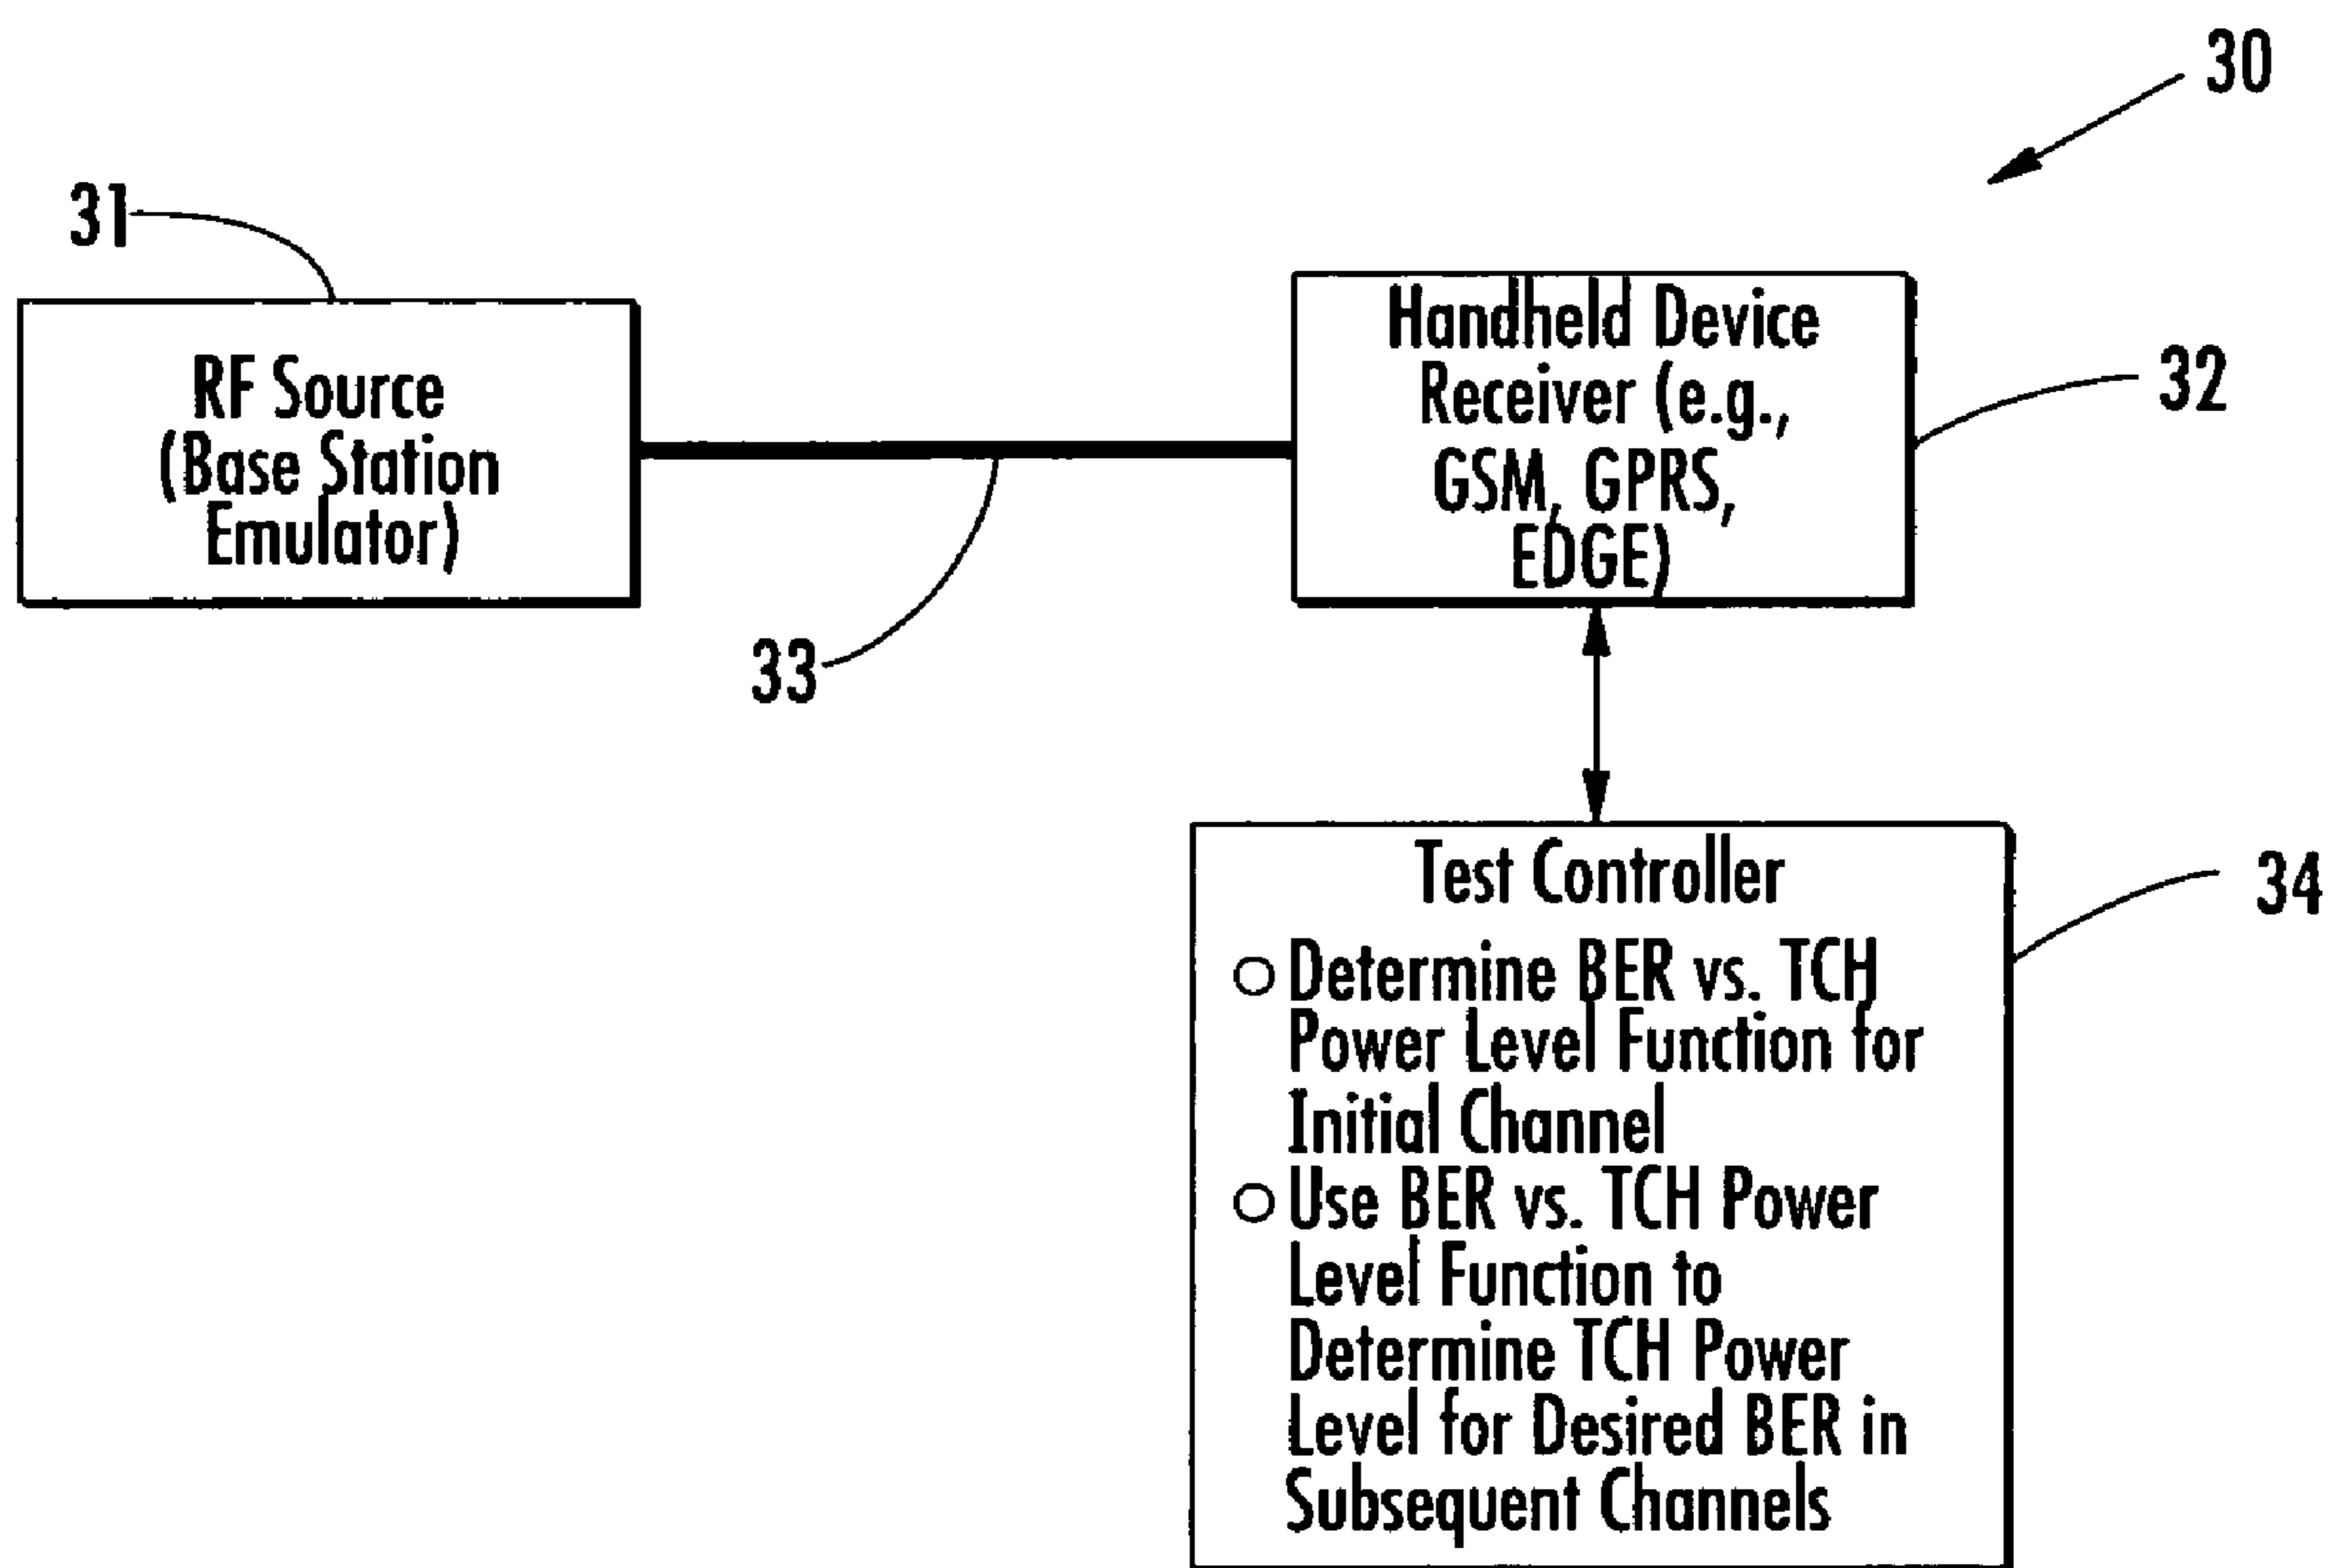 30
31
RF Source
(Base Station
Emulator)
Handheld Device
Receiver (e.g.,
GSM, GPRS,
EDGE)
32
33
Test Controller
34
○ Determine BER vs. TCH
Power Level Function for
Initial Channel
○ Use BER vs. TCH Power
Level Function to
Determine TCH Power
Level for Desired BER in
Subsequent Channels